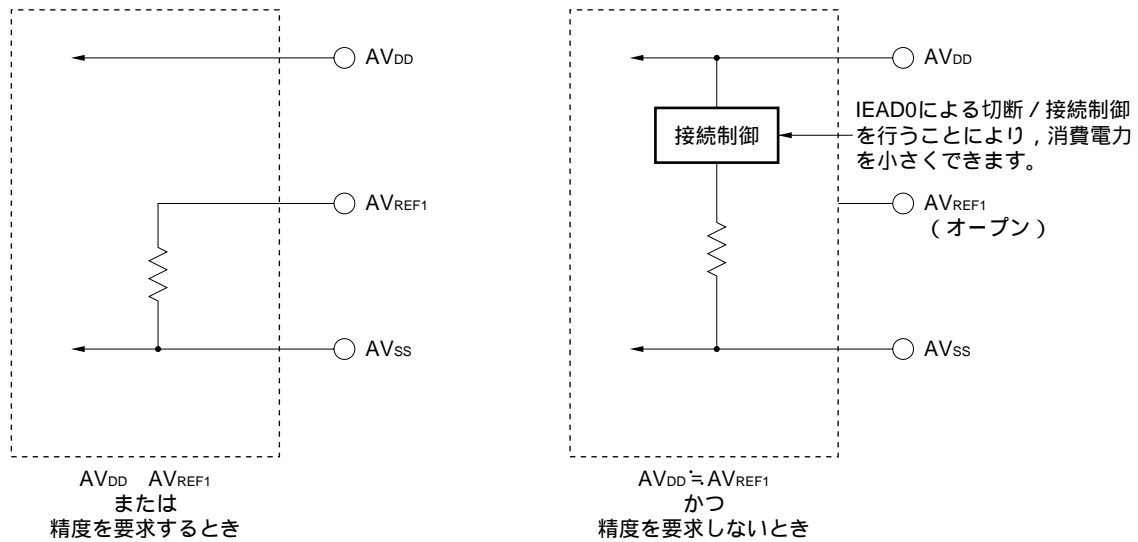 AVDD
AVREF1
AVSS
AVDD AVREF1
または
精度を要求するとき
AVDD
接続制御
IEAD0による切断/接続制御
を行うことにより,消費電力
を小さくできます。
AVREF1
(オープン)
AVSS
AVDD≒AVREF1
かつ
精度を要求しないとき